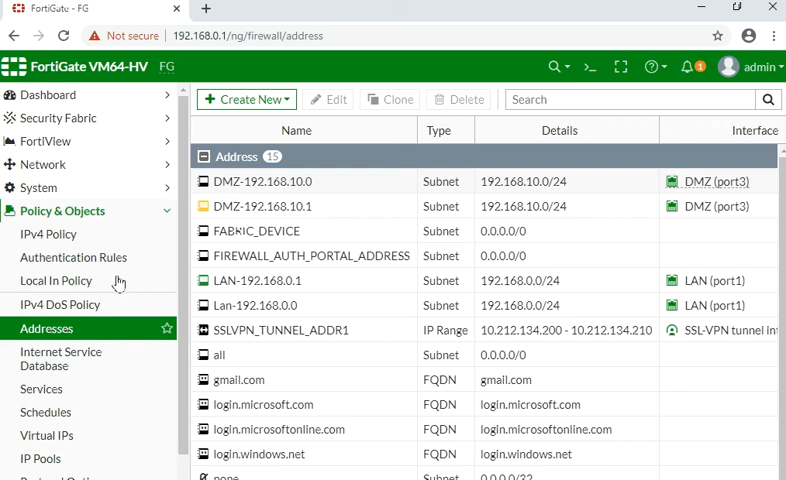 FortiGate - FG
Not secure 192.168.0.1/ng/firewall/address
FortiGate VM64-HV FG
1 admin
Dashboard
Security Fabric
FortiView
Network
System
Policy & Objects
IPv4 Policy
Authentication Rules
Local In Policy
IPv4 DoS Policy
Addresses
Internet Service
Database
Services
Schedules
Virtual IPs
IP Pools
+ Create New Edit Clone Delete Search
Name Type Details Interface
Address 15
DMZ-192.168.10.0 Subnet 192.168.10.0/24 DMZ (port3)
DMZ-192.168.10.1 Subnet 192.168.10.0/24 DMZ (port3)
FABRIC_DEVICE Subnet 0.0.0.0/0
FIREWALL_AUTH_PORTAL_ADDRESS Subnet 0.0.0.0/0
LAN-192.168.0.1 Subnet 192.168.0.0/24 LAN (port1)
Lan-192.168.0.0 Subnet 192.168.0.0/24 LAN (port1)
SSLVPN_TUNNEL_ADDR1 IP Range 10.212.134.200 - 10.212.134.210 SSL-VPN tunnel
all Subnet 0.0.0.0/0
gmail.com FQDN gmail.com
login.microsoft.com FQDN login.microsoft.com
login.microsoftonline.com FQDN login.microsoftonline.com
login.windows.net FQDN login.windows.net
none Subnet 0.0.0.0/32